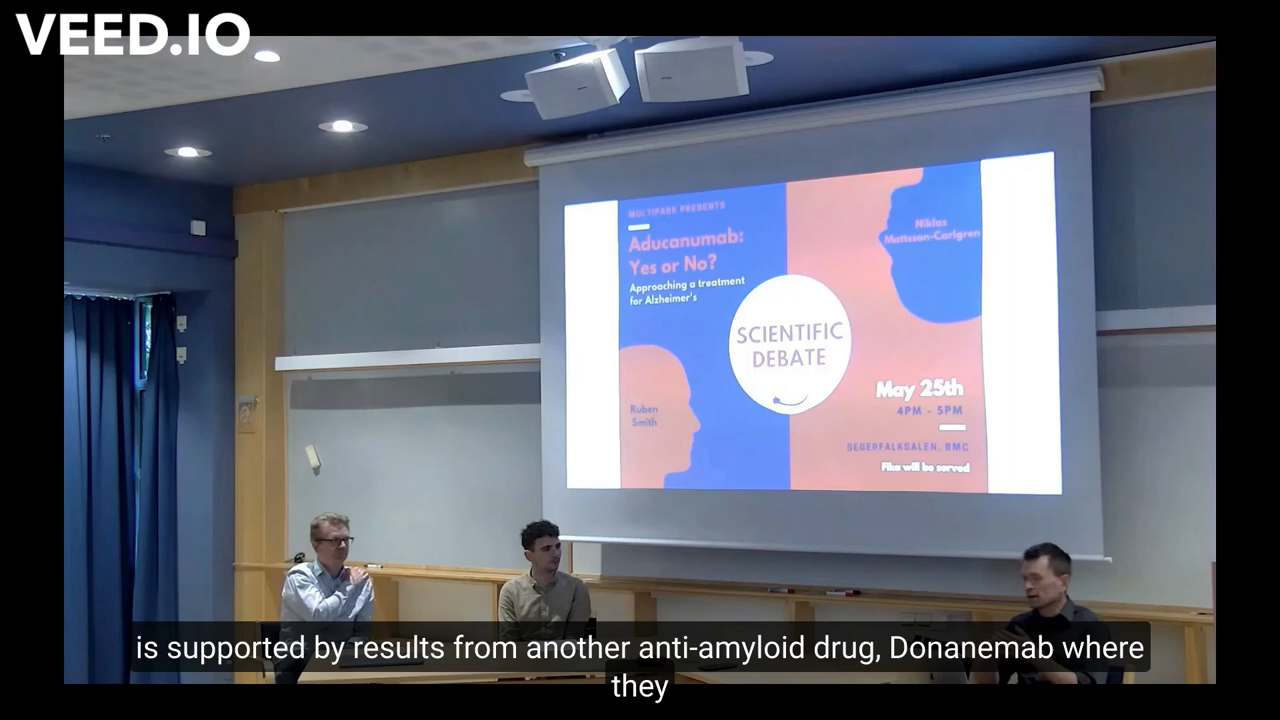 VEED.IO
MULTIPARK PRESENTS
Aducanumab:
Yes or No?
Approaching a treatment
for Alzheimer's
Niklas
Mattsson-Carlgren
SCIENTIFIC
DEBATE
Ruben
Smith
May 25th
4PM - 5PM
SEGERFALKSALEN, BMC
Fika will be served
is supported by results from another anti-amyloid drug, Donanemab where
they